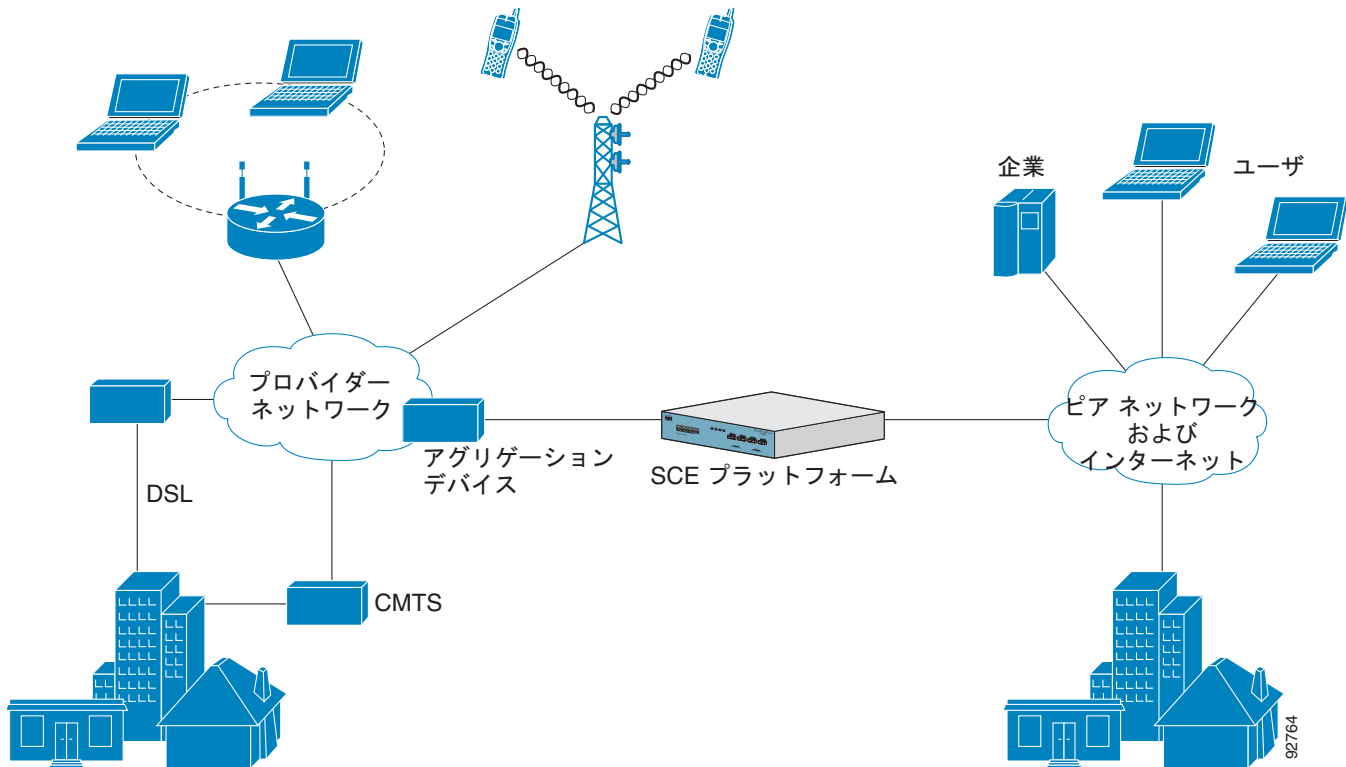 企業
ユーザ
プロバイダー
ネットワーク
アグリゲーション
デバイス
SCE プラットフォーム
ピア ネットワーク
および
インターネット
DSL
CMTS
92764